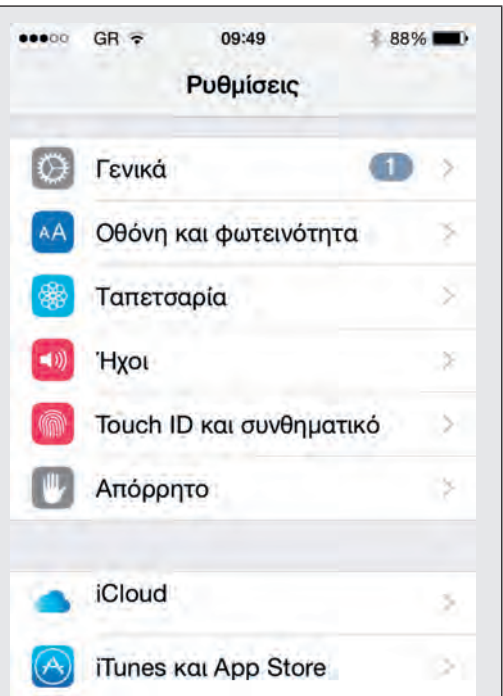 GR 09:49 88%
Ρυθμίσεις
Γενικά 1
AA Οθόνη και φωτεινότητα
Ταπετσαρία
Ήχοι
Touch ID και συνθηματικό
Απόρρητο
iCloud
iTunes και App Store